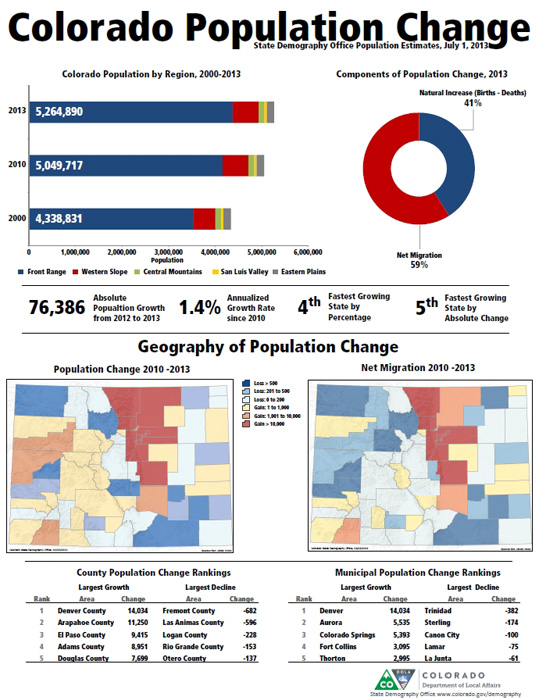 Colorado Population Change
State Demography Office Population Estimates, July 1, 2013
Colorado Population by Region, 2000-2013
Components of Population Change, 2013
2013
5,264,890
2010
5,049,717
2000
4,338,831
0 1,000,000 2,000,000 3,000,000 4,000,000 5,000,000 6,000,000
Population
Front Range Western Slope Central Mountains San Luis Valley Eastern Plains
Natural Increase (Births - Deaths)
41%
Net Migration
59%
76,386
Absolute
Popualtion Growth
from 2012 to 2013
1.4%
Annualized
Growth Rate
since 2010
4th
Fastest Growing
State by
Percentage
5th
Fastest Growing
State by
Absolute Change
Geography of Population Change
Population Change 2010 -2013
Net Migration 2010 -2013
Loss > 500
Loss: 201 to 500
Loss: 0 to 200
Gain: 1 to 1,000
Gain: 1,001 to 10,000
Gain > 10,000
County Population Change Rankings
Largest Growth Largest Decline
Rank Area Change Area Change
1 Denver County 14,034 Fremont County -682
2 Arapahoe County 11,250 Las Animas County -596
3 El Paso County 9,415 Logan County -228
4 Adams County 8,951 Rio Grande County -153
5 Douglas County 7,699 Otero County -137
Municipal Population Change Rankings
Largest Growth Largest Decline
Rank Area Change Area Change
1 Denver 14,034 Trinidad -382
2 Aurora 5,535 Sterling -174
3 Colorado Springs 5,393 Canon City -100
4 Fort Collins 3,095 Lamar -75
5 Thorton 2,995 La Junta -61
CO
DOLA
COLORADO
Department of Local Affairs
State Demography Office www.colorado.gov/demography